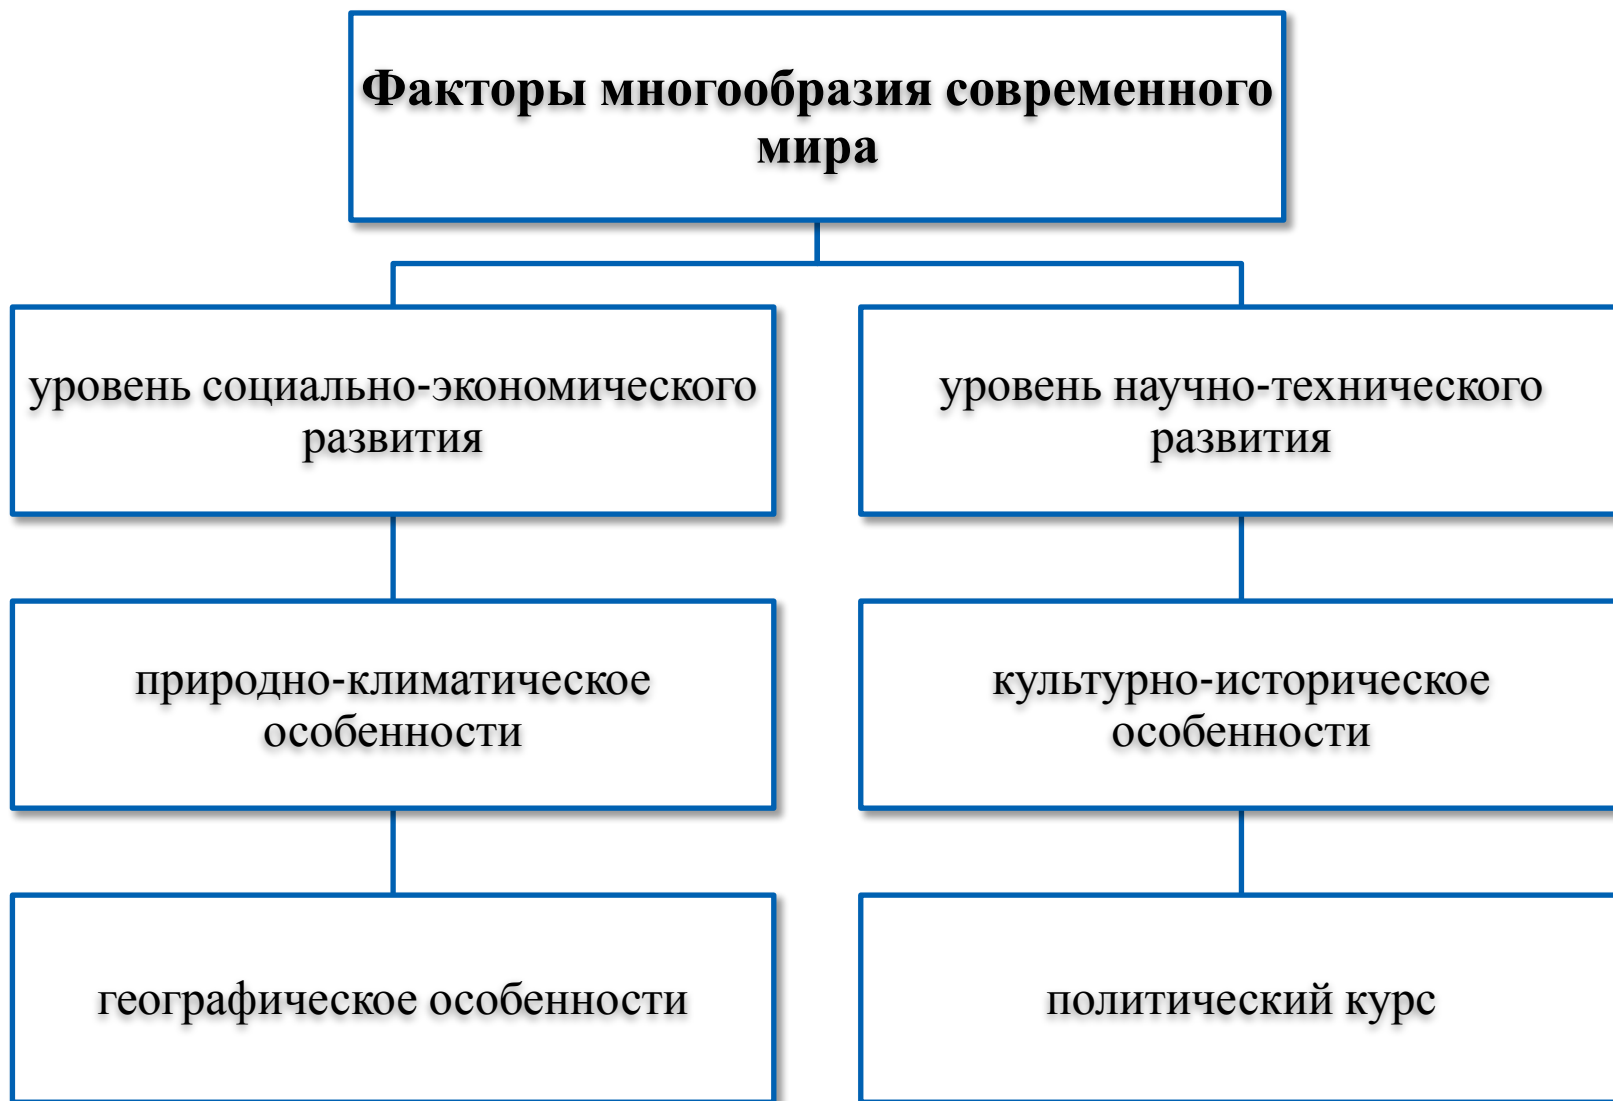 Факторы многообразия современного
мира
уровень социально-экономического
развития
уровень научно-технического
развития
природно-климатическое
особенности
культурно-историческое
особенности
географическое особенности
политический курс